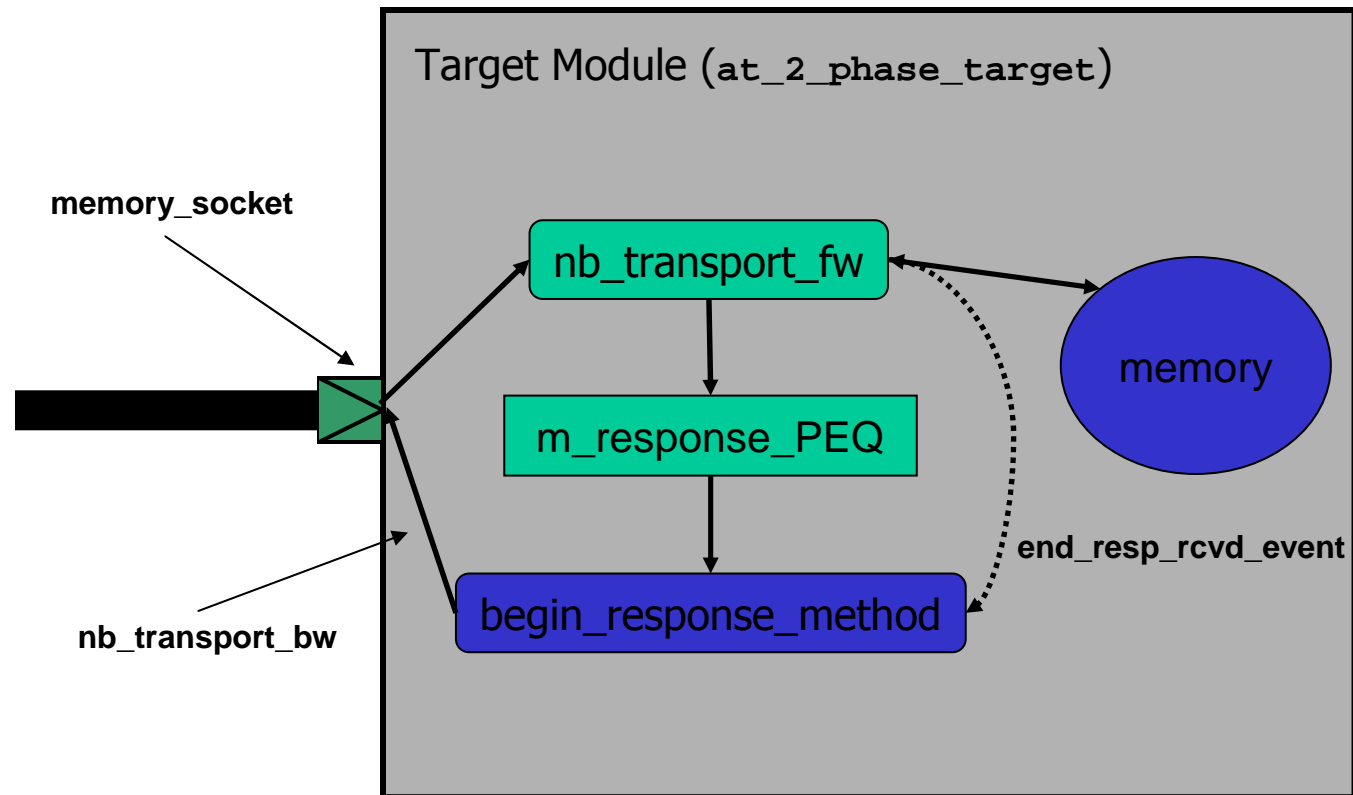 Target Module (at_2_phase_target)
memory_socket
nb_transport_fw
memory
m_response_PEQ
end_resp_rcvd_event
begin_response_method
nb_transport_bw